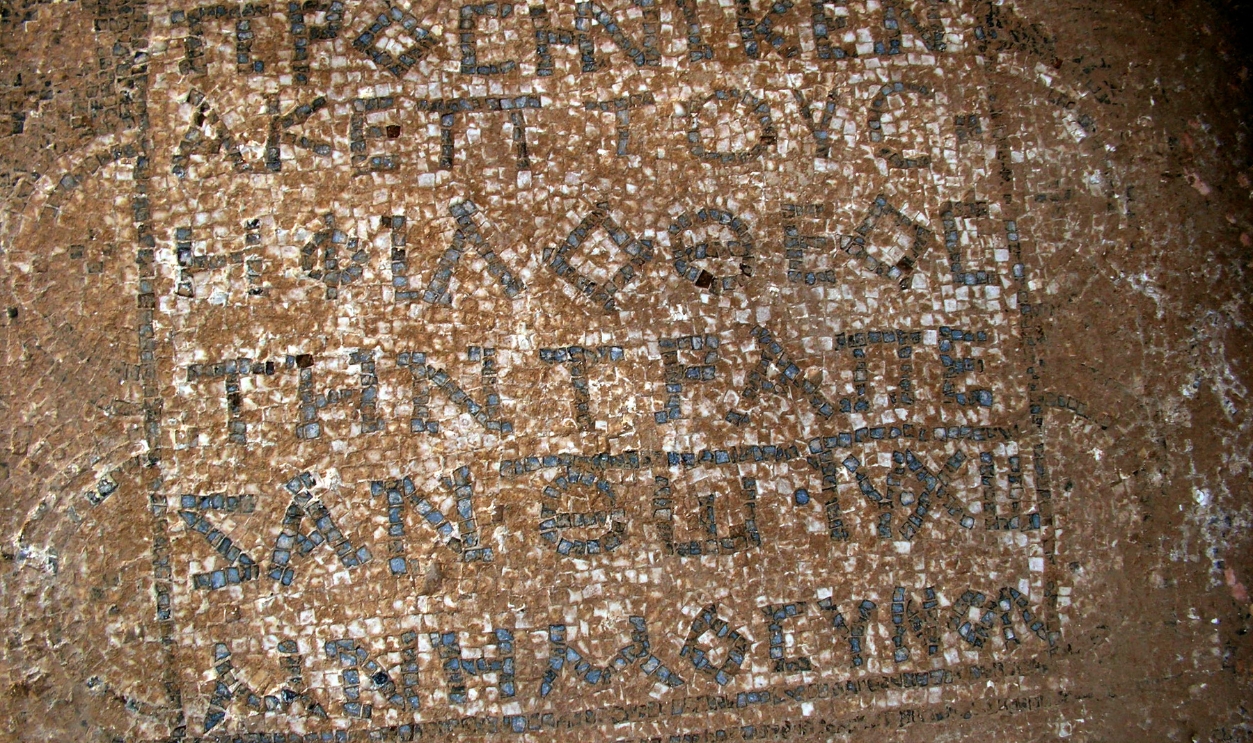 ΠΡΟϹΗΝΙΚΕΝ
ΑΚΕΠΤΟΥϹ
Η ΦΙΛΟΘΕΟϹ
ΤΗΝ ΤΡΑΠΕ
ΖΑΝ ΘΩ ΙΥ ΧΩ
ΜΝΗΜΟϹΥΝΟΝ